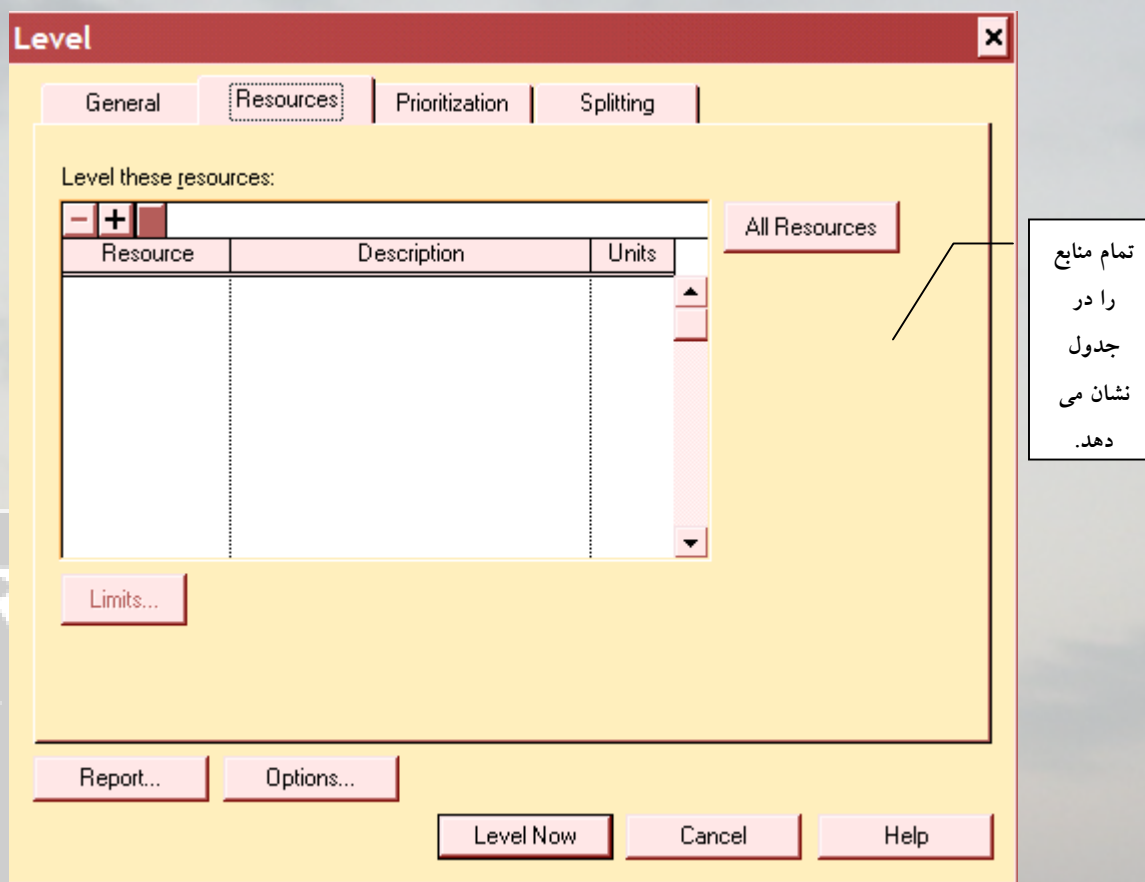 Level
General Resources Prioritization Splitting
Level these resources:
All Resources
Resource Description Units
Limits...
Report... Options...
Level Now Cancel Help
تمام منابع
را در
جدول
نشان می
دهد.